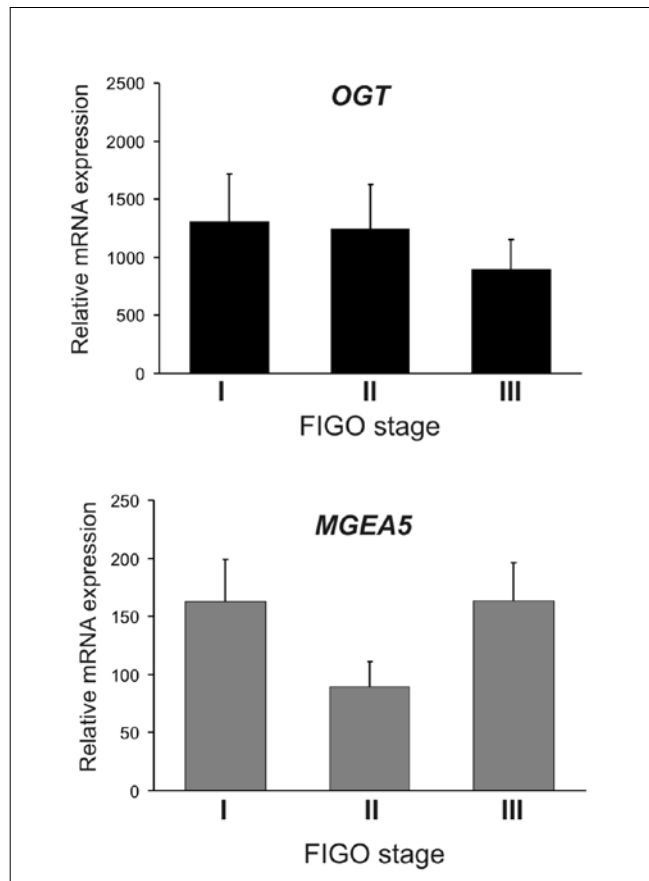 OGT
Relative mRNA expression
2500
2000
1500
1000
500
0
I II III
FIGO stage
MGEA5
Relative mRNA expression
250
200
150
100
50
0
I II III
FIGO stage